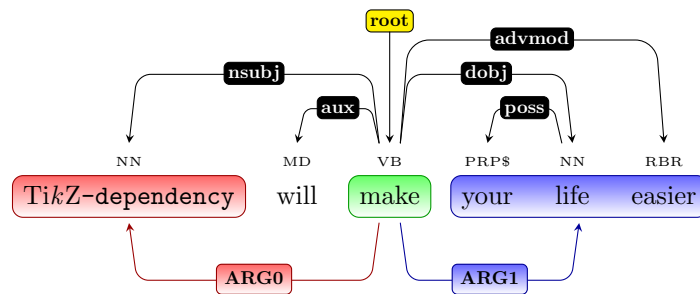 root
advmod
nsubj dobj
aux poss
NN MD VB PRP$ NN RBR
TikZ-dependency will make your life easier
ARG0 ARG1